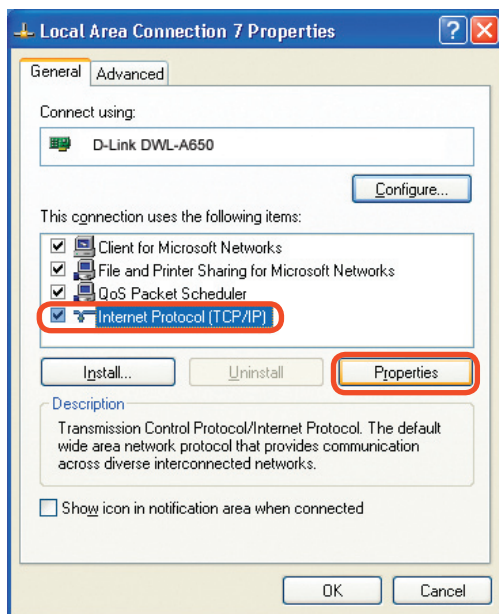 Local Area Connection 7 Properties
General Advanced
Connect using:
D-Link DWL-A650
Configure...
This connection uses the following items:
Client for Microsoft Networks
File and Printer Sharing for Microsoft Networks
QoS Packet Scheduler
Internet Protocol (TCP/IP)
Install... Uninstall Properties
Description
Transmission Control Protocol/Internet Protocol. The default
wide area network protocol that provides communication
across diverse interconnected networks.
Show icon in notification area when connected
OK Cancel